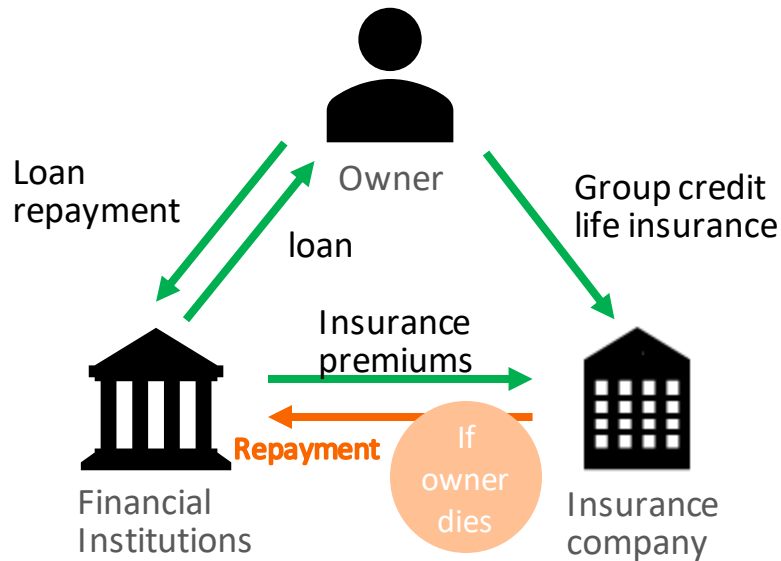 Owner
Loan
repayment
loan
Group credit
life insurance
Insurance
premiums
Repayment
If
owner
dies
Financial
Institutions
Insurance
company